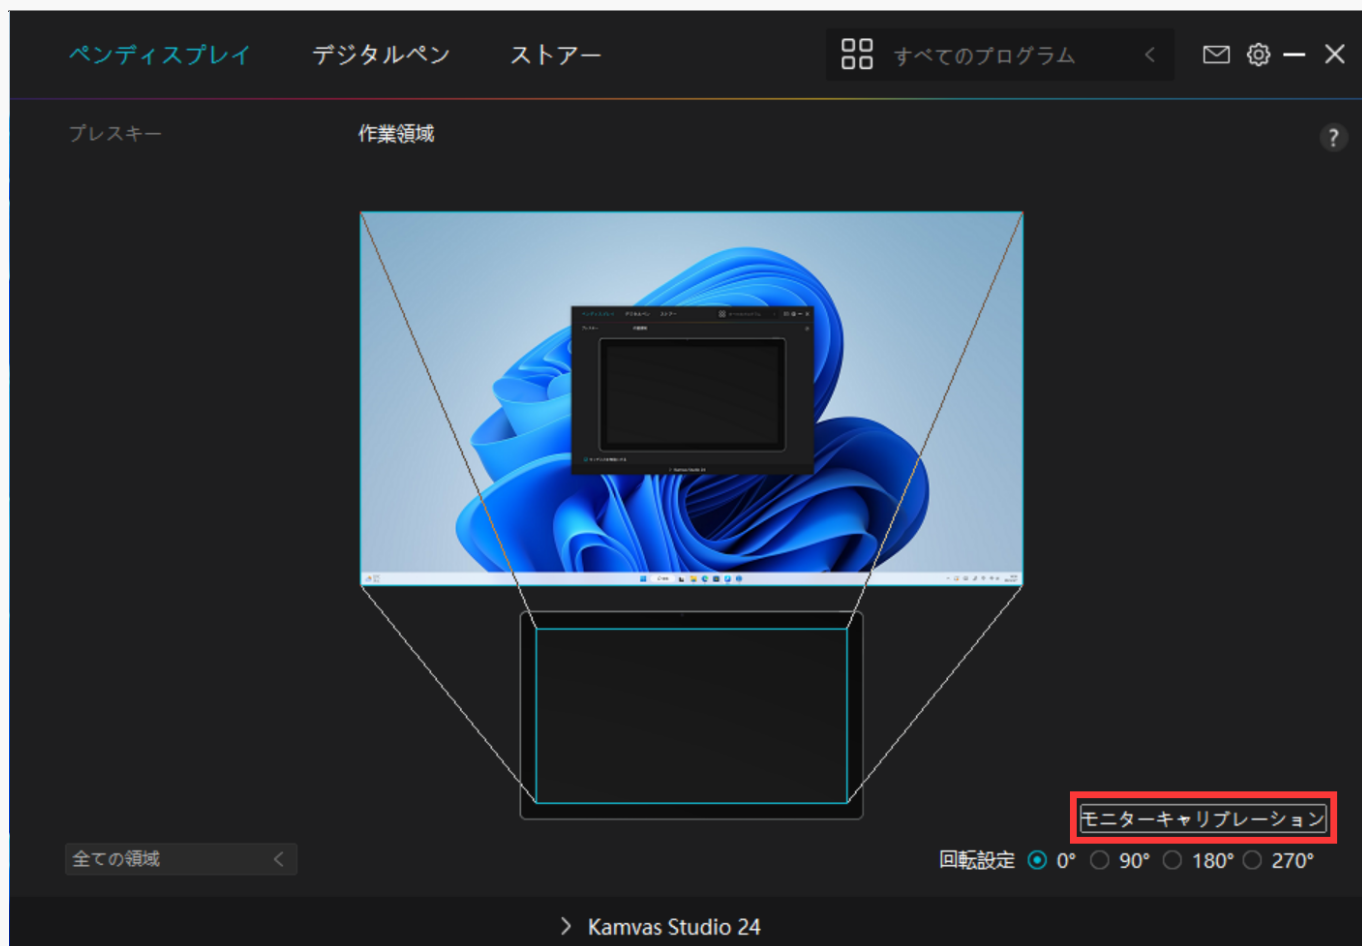 ペンディスプレイ デジタルペン ストアー すべてのプログラム
プレスキー 作業領域 ?
モニターキャリブレーション
全ての領域 回転設定 0° 90° 180° 270°
Kamvas Studio 24